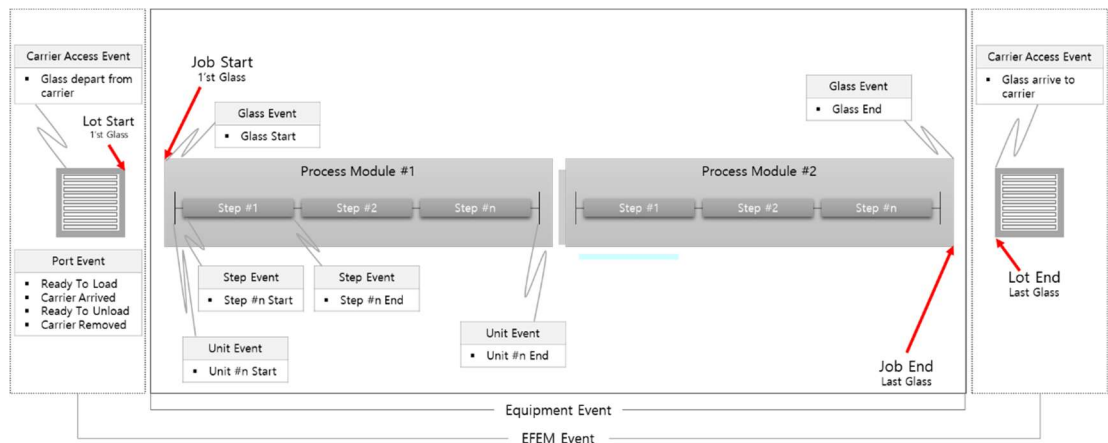 Carrier Access Event
▪ Glass depart from
carrier
Lot Start
1'st Glass
Port Event
▪ Ready To Load
▪ Carrier Arrived
▪ Ready To Unload
▪ Carrier Removed
Job Start
1'st Glass
Glass Event
▪ Glass Start
Process Module #1
Step #1
Step #2
Step #n
Step Event
▪ Step #n Start
Step Event
▪ Step #n End
Unit Event
▪ Unit #n Start
Unit Event
▪ Unit #n End
Glass Event
▪ Glass End
Process Module #2
Step #1
Step #2
Step #n
Job End
Last Glass
Carrier Access Event
▪ Glass arrive to
carrier
Lot End
Last Glass
Equipment Event
EFEM Event